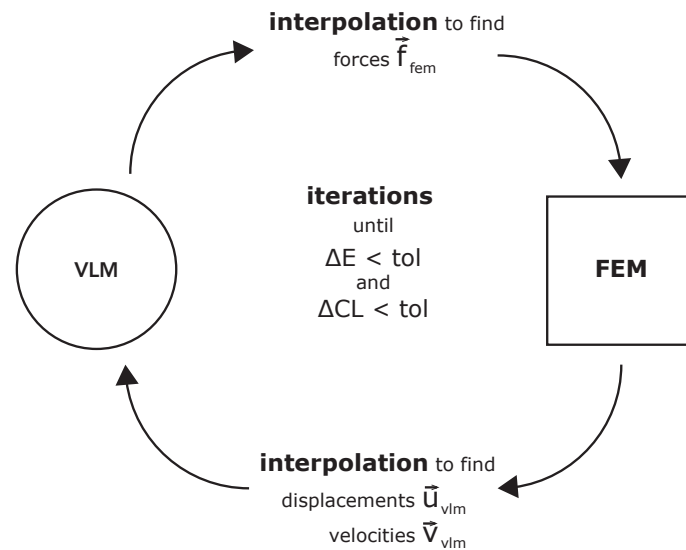 interpolation to find
forces f⃗ fem
iterations
until
ΔE < tol
and
ΔCL < tol
VLM
FEM
interpolation to find
displacements u⃗ vlm
velocities v⃗ vlm